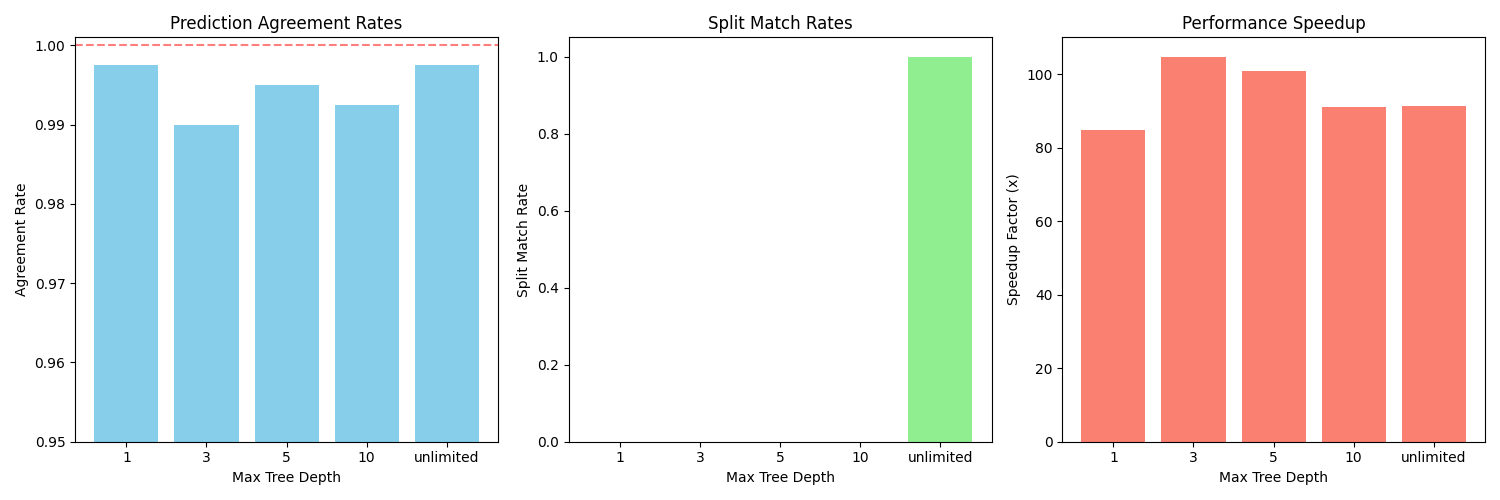 Prediction Agreement Rates
1.00
0.99
0.98
0.97
0.96
0.95
Agreement Rate
1
3
5
10
unlimited
Max Tree Depth
Split Match Rates
1.0
0.8
0.6
0.4
0.2
0.0
Split Match Rate
1
3
5
10
unlimited
Max Tree Depth
Performance Speedup
100
80
60
40
20
0
Speedup Factor (x)
1
3
5
10
unlimited
Max Tree Depth